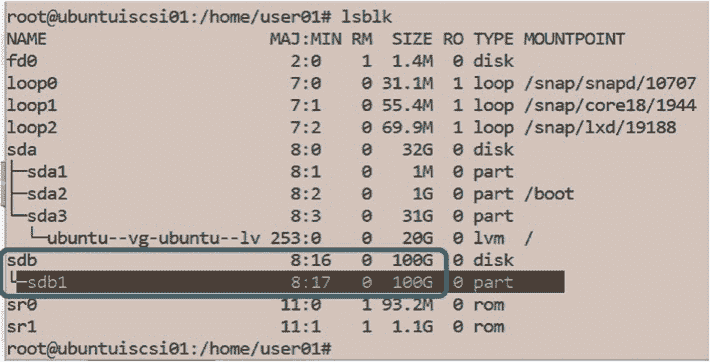 root@ubuntuiscsi01:/home/user01# lsblk
NAME                      MAJ:MIN RM  SIZE RO TYPE MOUNTPOINT
fd0                         2:0    1  1.4M  0 disk
loop0                       7:0    0 31.1M  1 loop /snap/snapd/10707
loop1                       7:1    0 55.4M  1 loop /snap/core18/1944
loop2                       7:2    0 69.9M  1 loop /snap/lxd/19188
sda                         8:0    0   32G  0 disk
├─sda1                      8:1    0    1M  0 part
├─sda2                      8:2    0    1G  0 part /boot
└─sda3                      8:3    0   31G  0 part
  └─ubuntu--vg-ubuntu--lv 253:0    0   20G  0 lvm  /
sdb                         8:16   0  100G  0 disk
└─sdb1                      8:17   0  100G  0 part
sr0                        11:0    1 93.2M  0 rom
sr1                        11:1    1  1.1G  0 rom
root@ubuntuiscsi01:/home/user01#